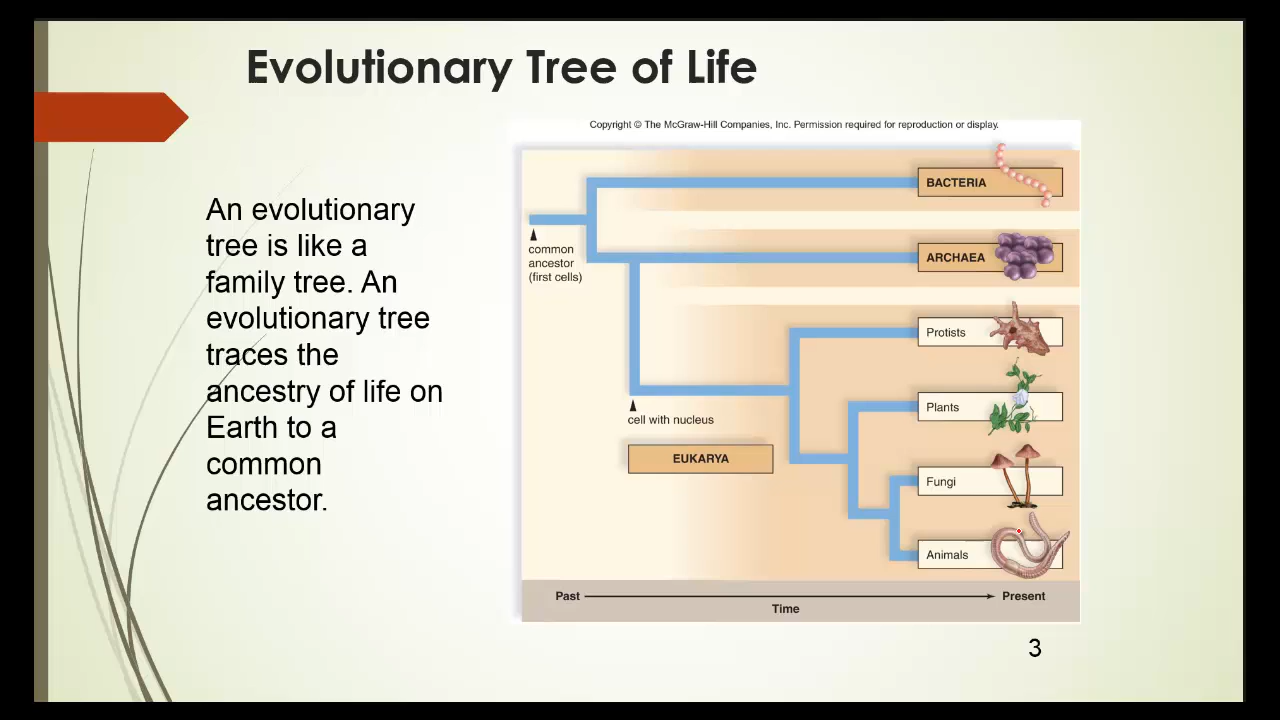 Evolutionary Tree of Life
An evolutionary
tree is like a
family tree. An
evolutionary tree
traces the
ancestry of life on
Earth to a
common
ancestor.
Copyright © The McGraw-Hill Companies, Inc. Permission required for reproduction or display.
BACTERIA
common
ancestor
(first cells)
ARCHAEA
Protists
Plants
cell with nucleus
EUKARYA
Fungi
Animals
Past
Present
Time
3